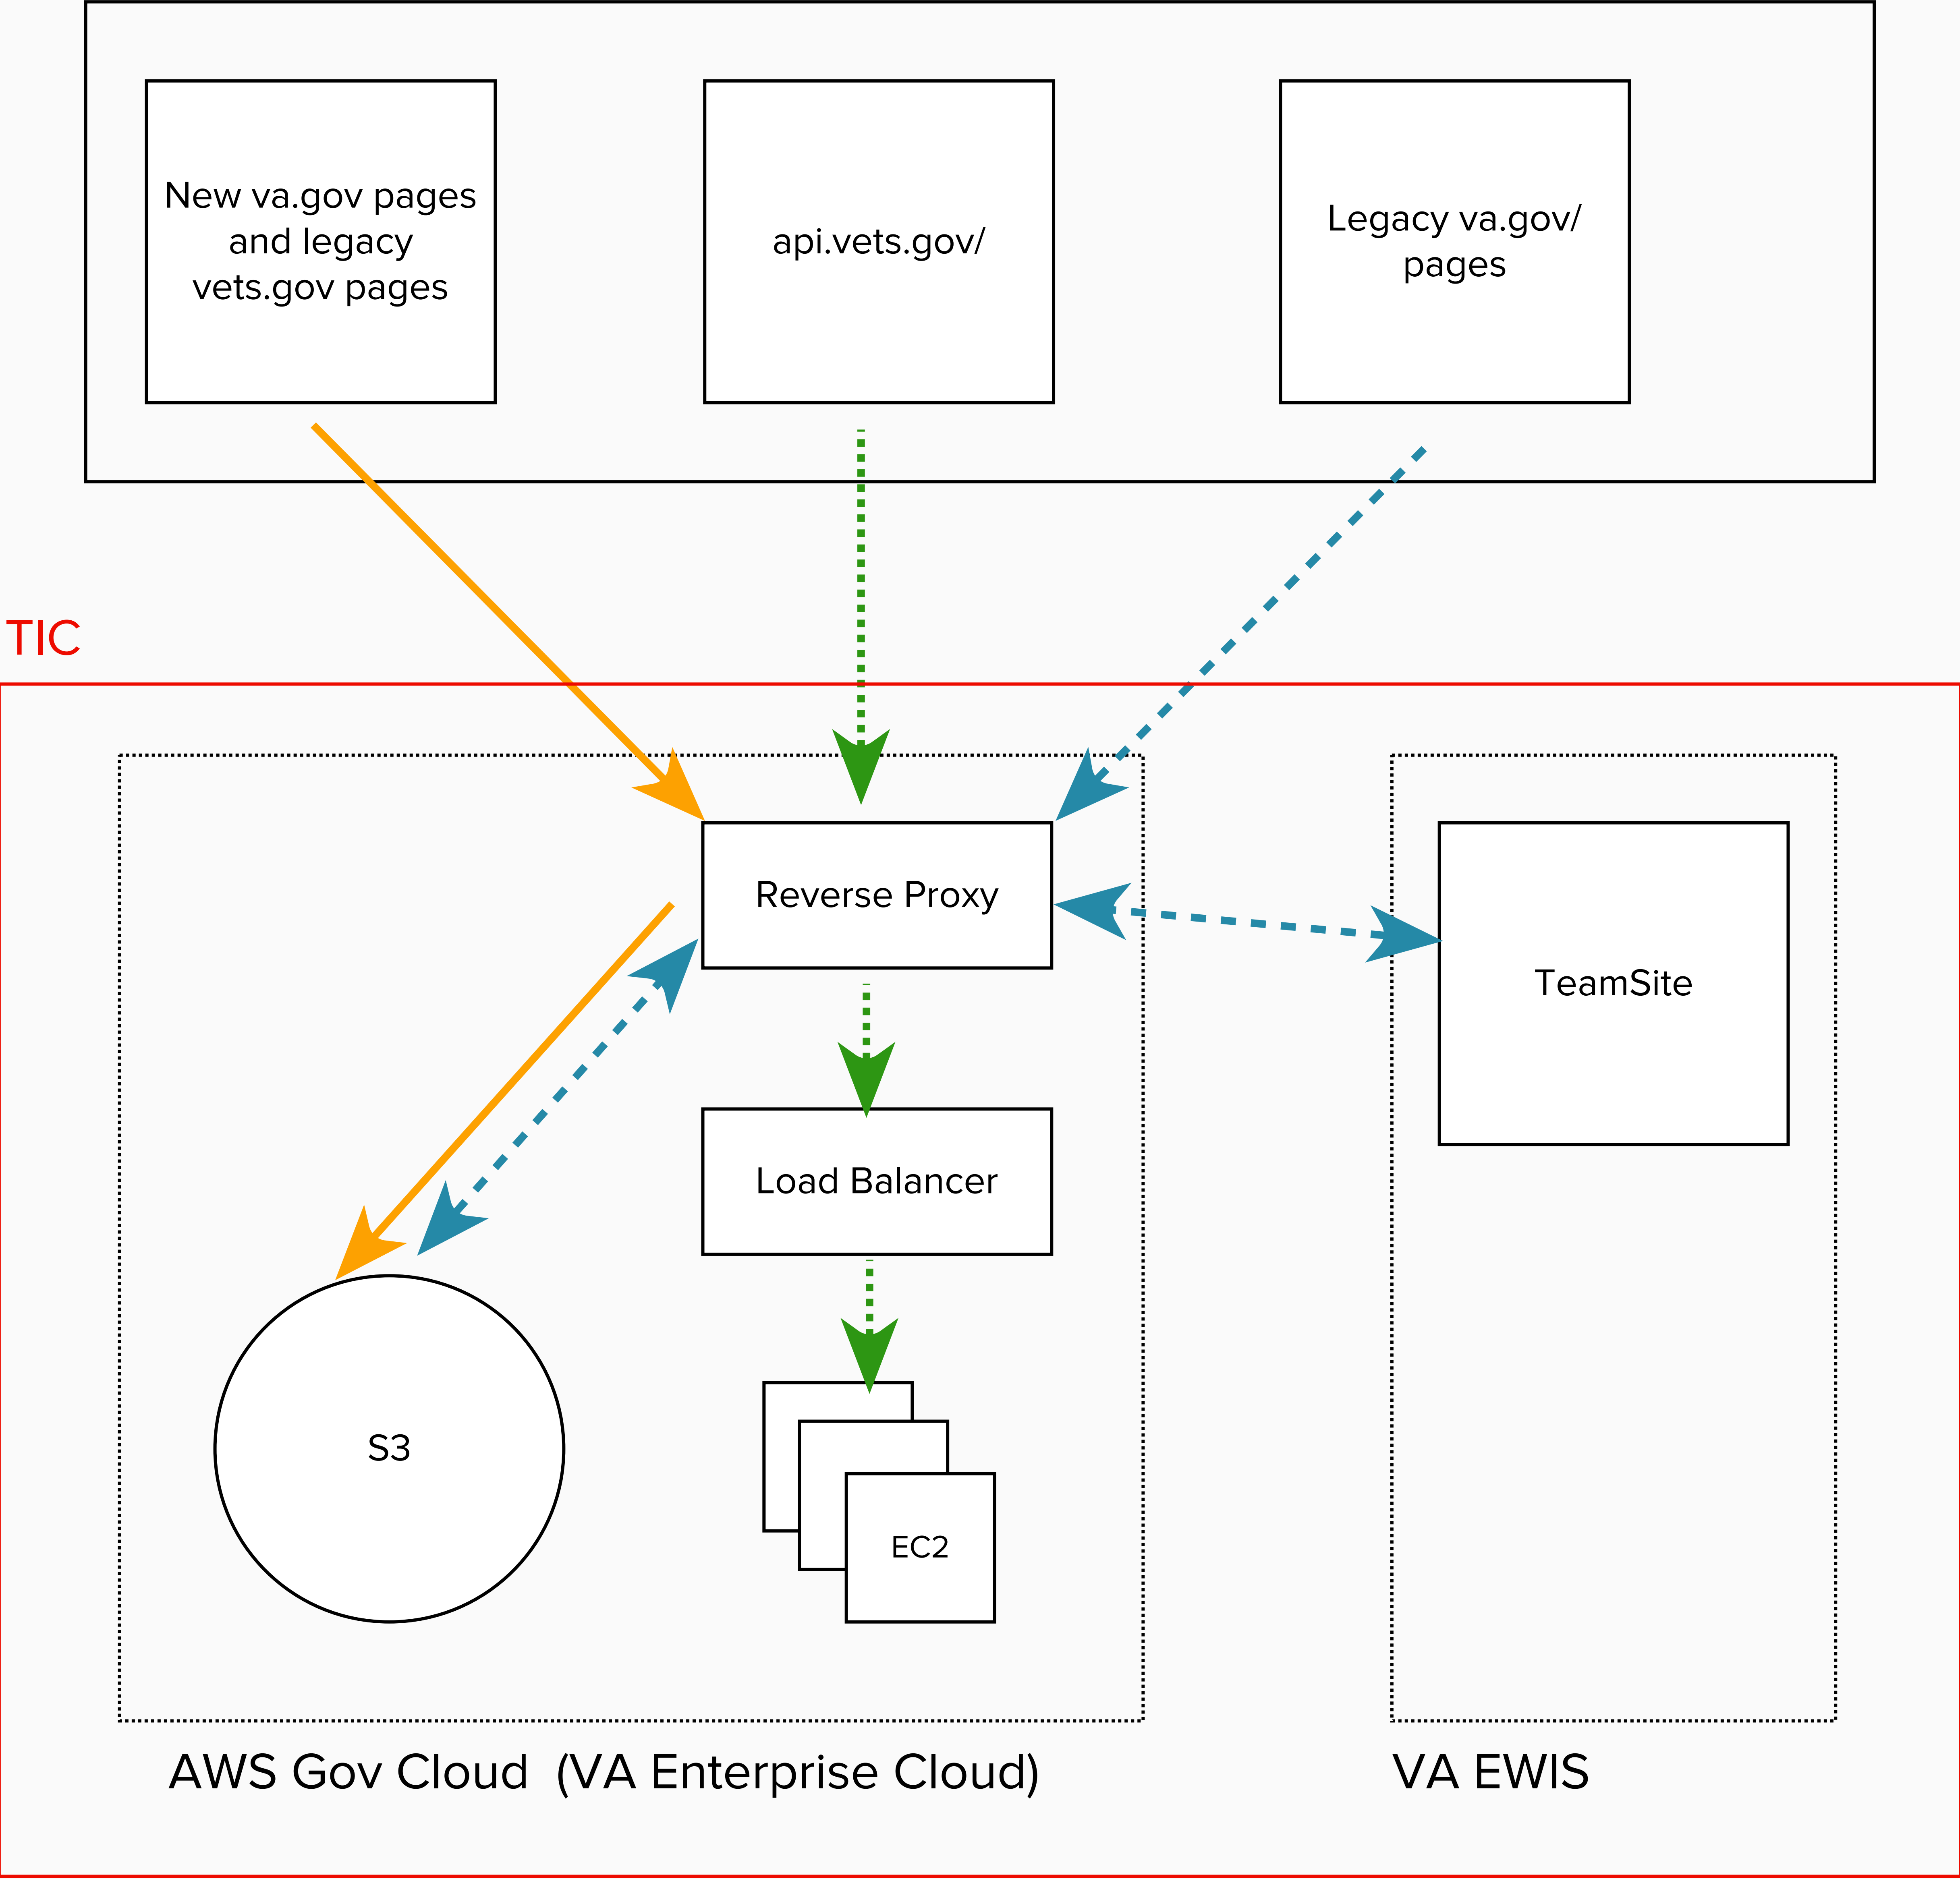 New va.gov pages
and legacy
vets.gov pages
api.vets.gov/
Legacy va.gov/
pages
TIC
Reverse Proxy
TeamSite
Load Balancer
S3
EC2
AWS Gov Cloud (VA Enterprise Cloud)
VA EWIS